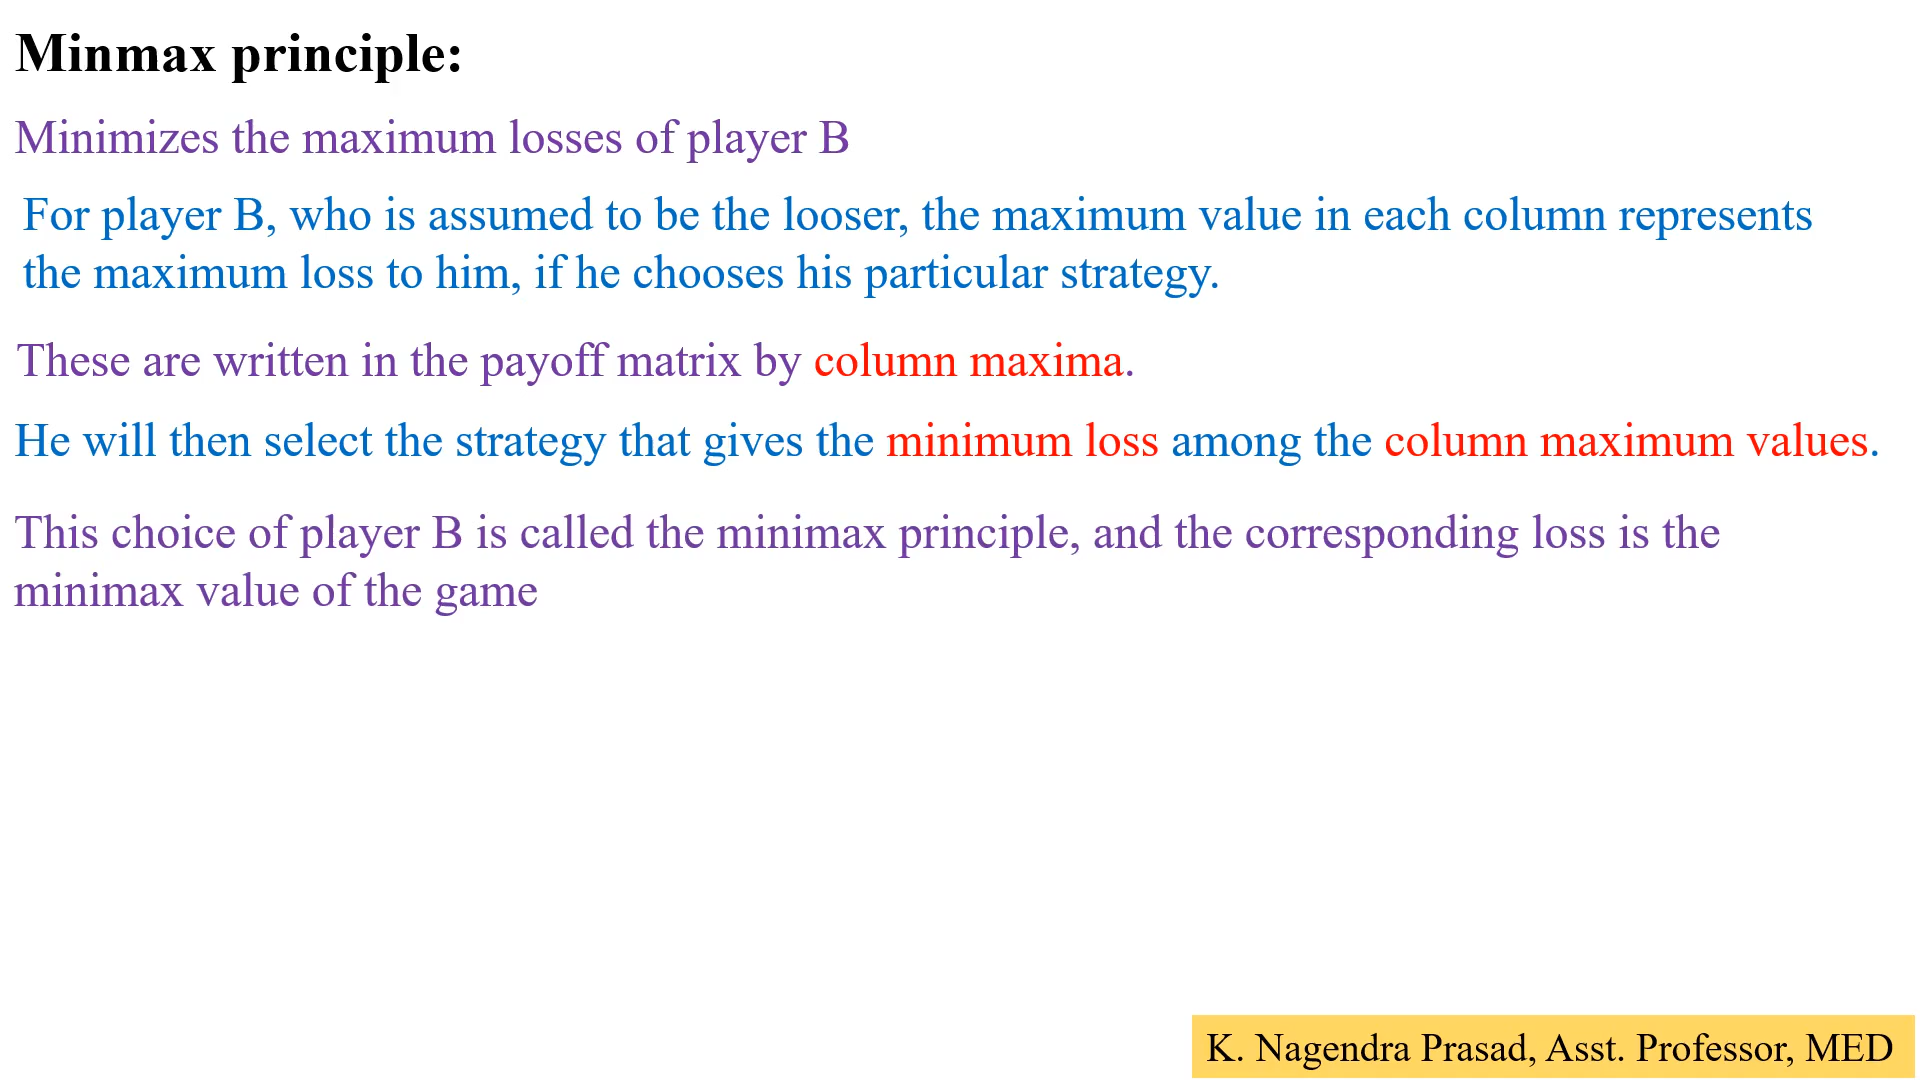 Minmax principle:
Minimizes the maximum losses of player B
For player B, who is assumed to be the looser, the maximum value in each column represents
the maximum loss to him, if he chooses his particular strategy.
These are written in the payoff matrix by column maxima.
He will then select the strategy that gives the minimum loss among the column maximum values.
This choice of player B is called the minimax principle, and the corresponding loss is the
minimax value of the game
K. Nagendra Prasad, Asst. Professor, MED